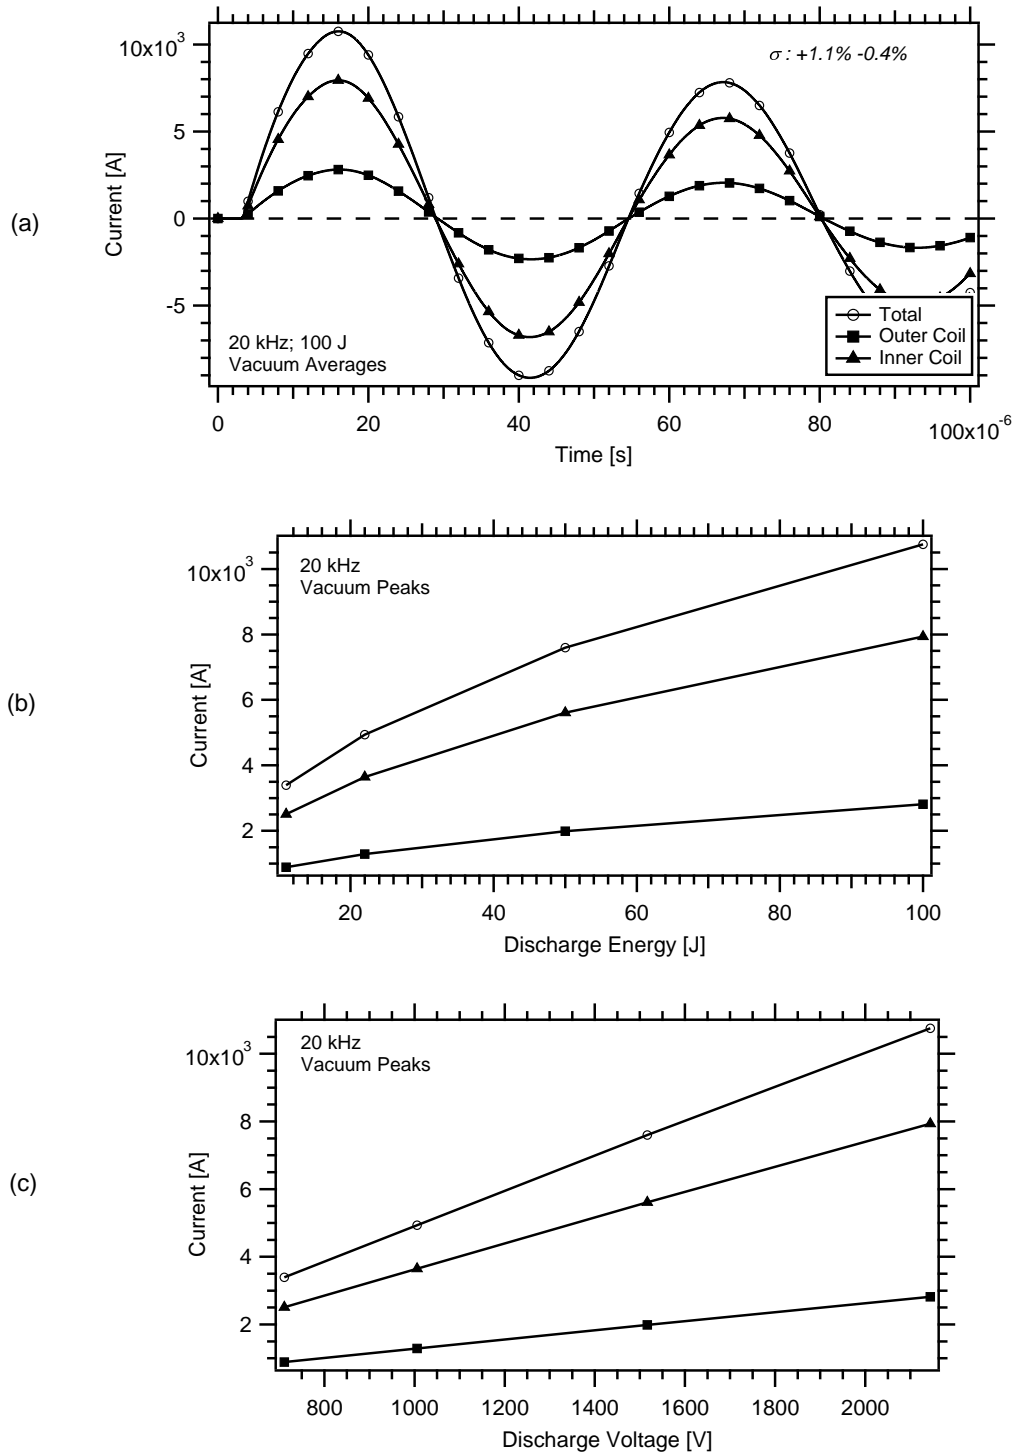 (a)
Current [A]
10x10³
5
0
-5
σ : +1.1% -0.4%
20 kHz; 100 J
Vacuum Averages
Total
Outer Coil
Inner Coil
0 20 40 60 80 100x10⁻⁶
Time [s]
(b)
Current [A]
10x10³
8
6
4
2
20 kHz
Vacuum Peaks
20 40 60 80 100
Discharge Energy [J]
(c)
Current [A]
10x10³
8
6
4
2
20 kHz
Vacuum Peaks
800 1000 1200 1400 1600 1800 2000
Discharge Voltage [V]